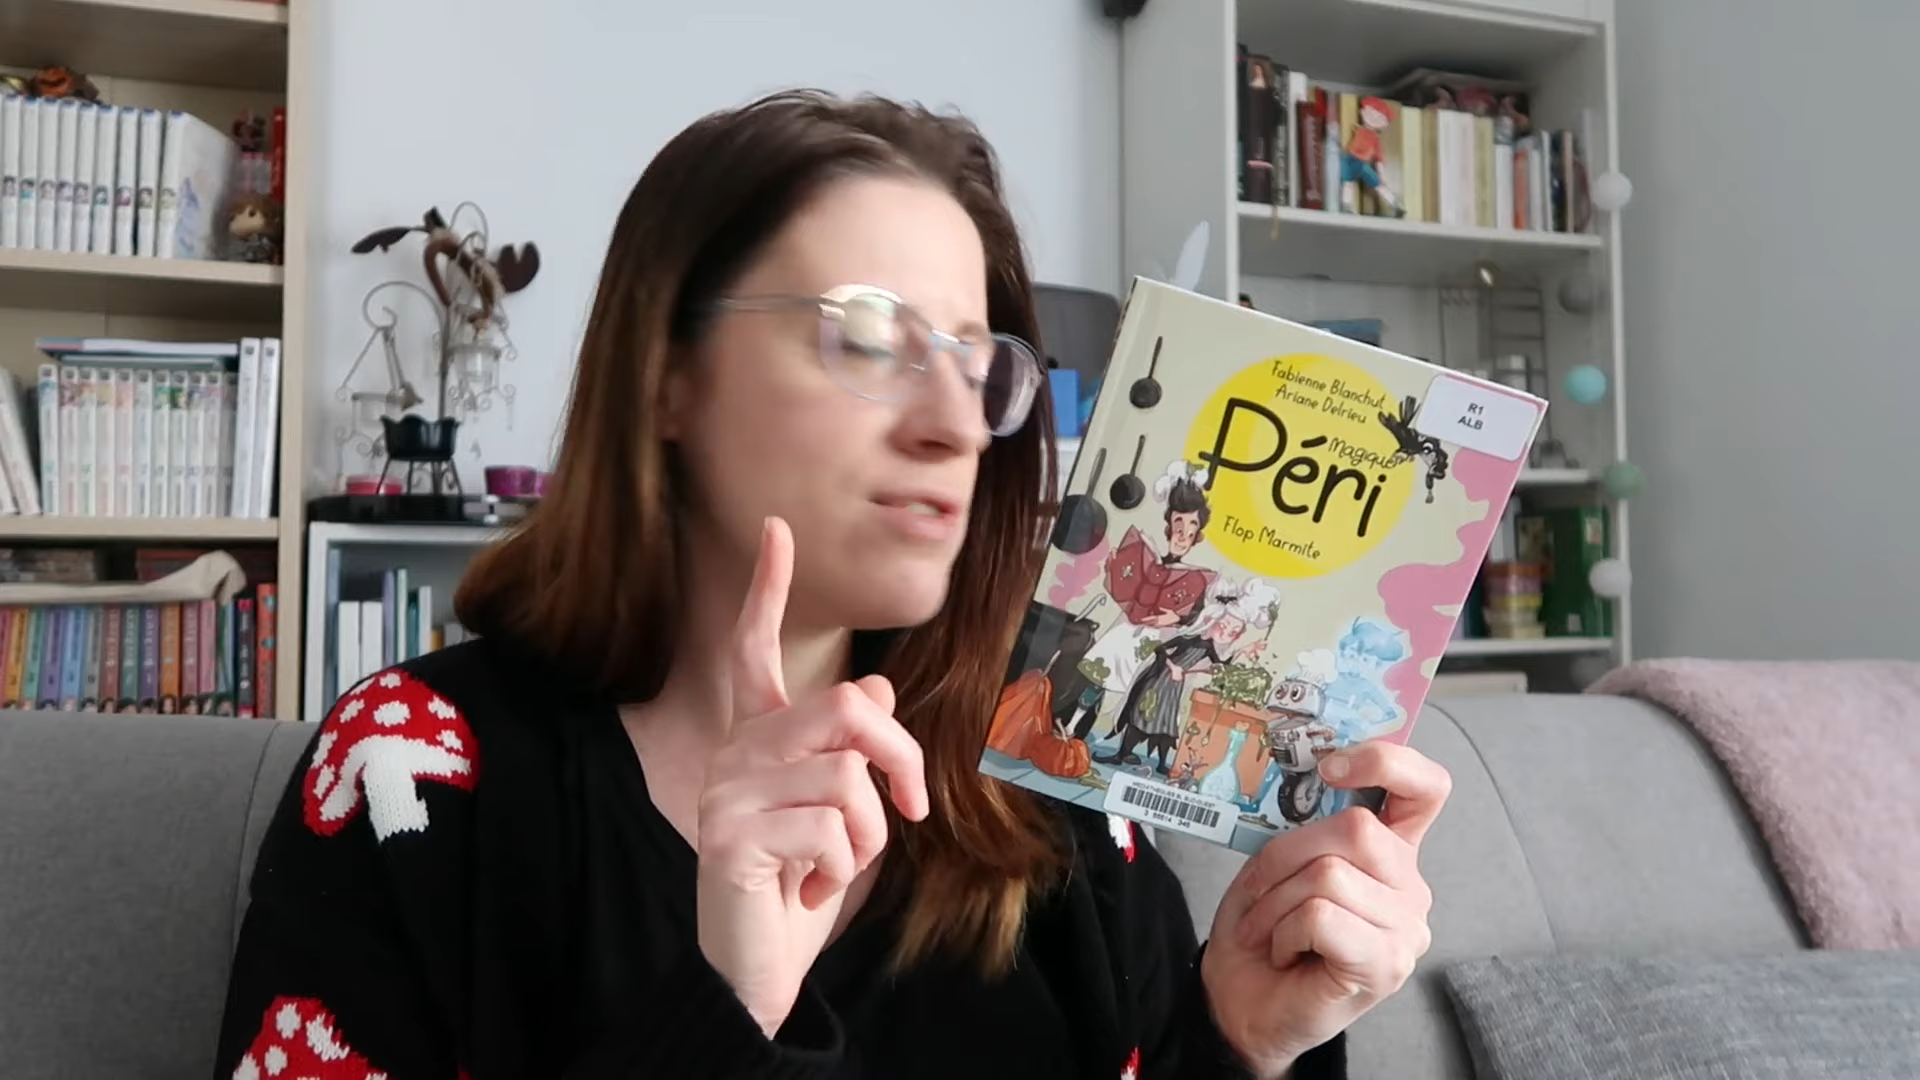 Fabienne Blanchut
Ariane Delrieu
R1
ALB
Magique
Péri
Flop Marmite